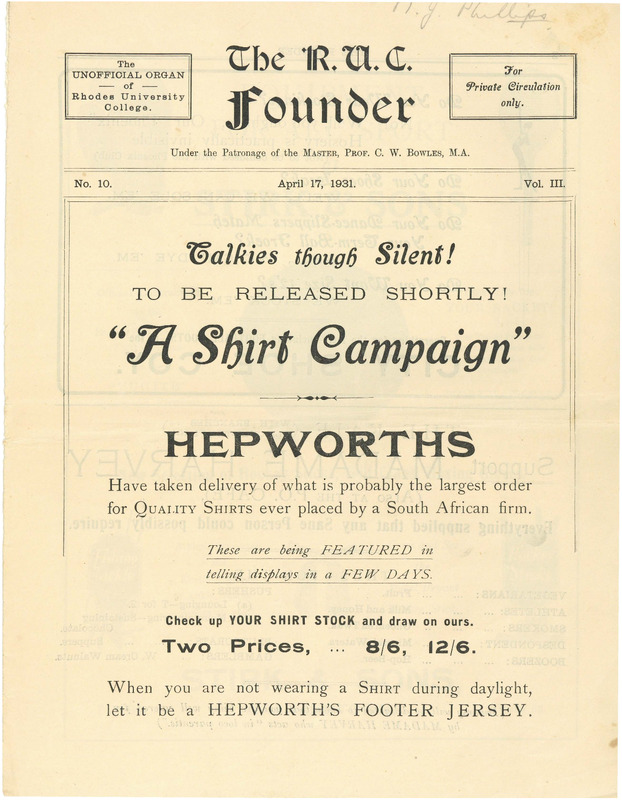 H. J. Phillips
The
UNOFFICIAL ORGAN
of
Rhodes University
College.
The R.U.C.
Founder
For
Private Circulation
only.
Under the Patronage of the MASTER, PROF. C. W. BOWLES, M.A.
No. 10.
April 17, 1931.
Vol. III.
Talkies though Silent!
TO BE RELEASED SHORTLY!
"A Shirt Campaign"
HEPWORTHS
Have taken delivery of what is probably the largest order
for QUALITY SHIRTS ever placed by a South African firm.
These are being FEATURED in
telling displays in a FEW DAYS.
Check up YOUR SHIRT STOCK and draw on ours.
Two Prices, ... 8/6, 12/6.
When you are not wearing a SHIRT during daylight,
let it be a HEPWORTH'S FOOTER JERSEY.